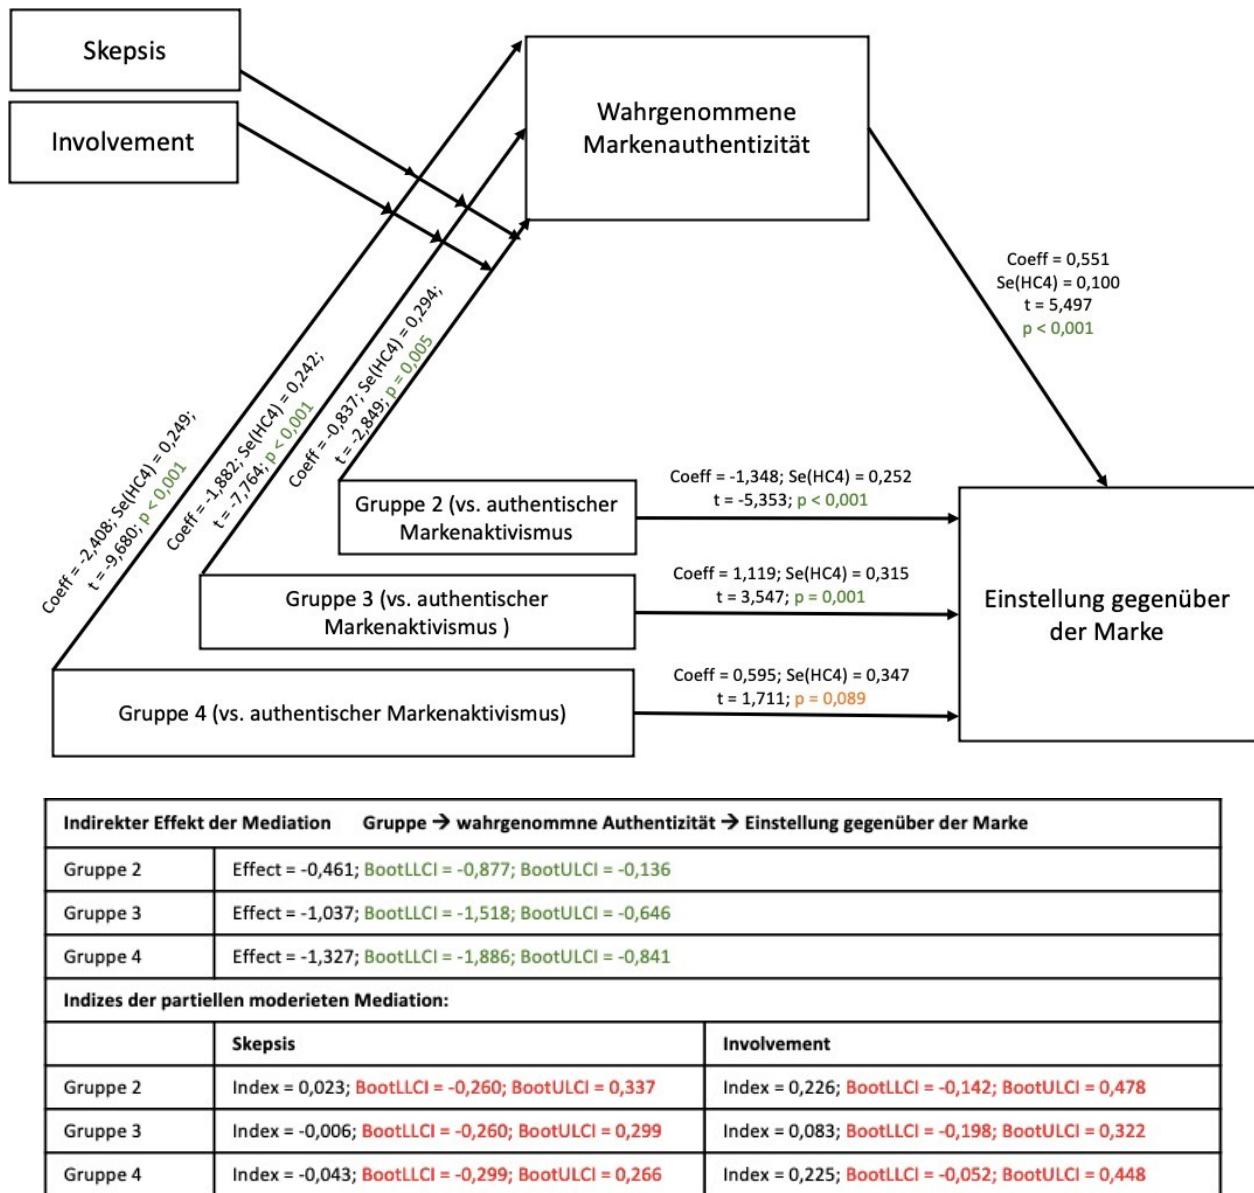 Skepsis
Involvement
Wahrgenommene
Markenauthentizität
Coeff = 0,551
Se(HC4) = 0,100
t = 5,497
p < 0,001
Coeff = -2,408; Se(HC4) = 0,249;
t = -9,680; p < 0,001
Coeff = -1,882; Se(HC4) = 0,242;
t = -7,764; p < 0,001
Coeff = -0,837; Se(HC4) = 0,294;
t = -2,849; p = 0,005
Gruppe 2 (vs. authentischer
Markenaktivismus
Coeff = -1,348; Se(HC4) = 0,252
t = -5,353; p < 0,001
Gruppe 3 (vs. authentischer
Markenaktivismus )
Coeff = 1,119; Se(HC4) = 0,315
t = 3,547; p = 0,001
Gruppe 4 (vs. authentischer Markenaktivismus)
Coeff = 0,595; Se(HC4) = 0,347
t = 1,711; p = 0,089
Einstellung gegenüber
der Marke
Indirekter Effekt der Mediation Gruppe → wahrgenommne Authentizität → Einstellung gegenüber der Marke
Gruppe 2 Effect = -0,461; BootLLCI = -0,877; BootULCI = -0,136
Gruppe 3 Effect = -1,037; BootLLCI = -1,518; BootULCI = -0,646
Gruppe 4 Effect = -1,327; BootLLCI = -1,886; BootULCI = -0,841
Indizes der partiellen moderieten Mediation:
Skepsis Involvement
Gruppe 2 Index = 0,023; BootLLCI = -0,260; BootULCI = 0,337 Index = 0,226; BootLLCI = -0,142; BootULCI = 0,478
Gruppe 3 Index = -0,006; BootLLCI = -0,260; BootULCI = 0,299 Index = 0,083; BootLLCI = -0,198; BootULCI = 0,322
Gruppe 4 Index = -0,043; BootLLCI = -0,299; BootULCI = 0,266 Index = 0,225; BootLLCI = -0,052; BootULCI = 0,448